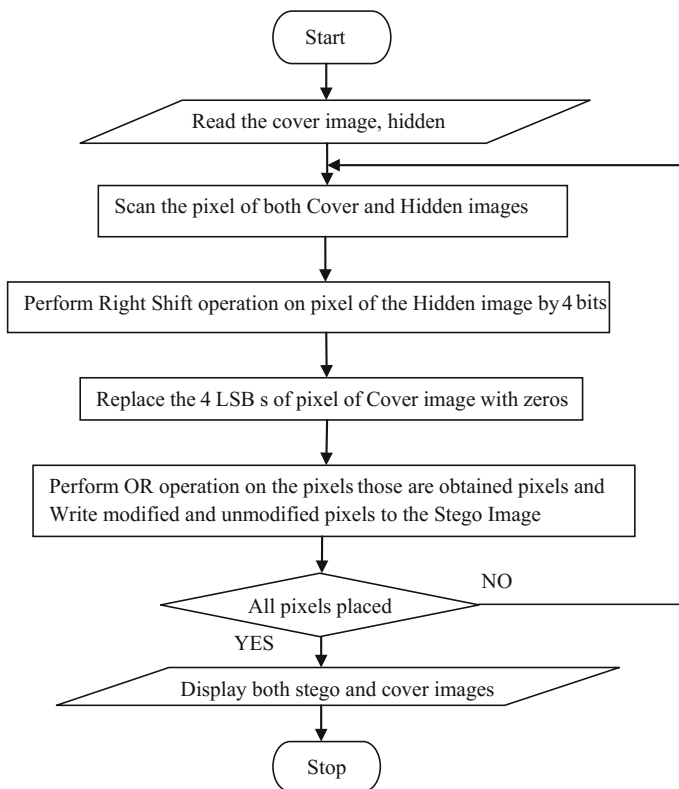 Start
Read the cover image, hidden
Scan the pixel of both Cover and Hidden images
Perform Right Shift operation on pixel of the Hidden image by 4 bits
Replace the 4 LSB s of pixel of Cover image with zeros
Perform OR operation on the pixels those are obtained pixels and
Write modified and unmodified pixels to the Stego Image
NO
All pixels placed
YES
Display both stego and cover images
Stop